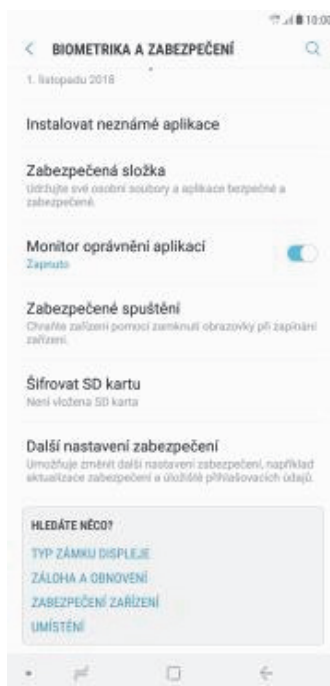 10:00
BIOMETRIKA A ZABEZPEČENÍ
1. listopadu 2018
Instalovat neznámé aplikace
Zabezpečená složka
Udržujte své osobní soubory a aplikace bezpečné a
zabezpečené.
Monitor oprávnění aplikací
Zapnuto
Zabezpečené spuštění
Chraňte zařízení pomocí zamknutí obrazovky při zapínání
zařízení.
Šifrovat SD kartu
Není vložena SD karta
Další nastavení zabezpečení
Umožňuje změnit další nastavení zabezpečení, například
aktualizace zabezpečení a úložiště přihlašovacích údajů.
HLEDÁTE NĚCO?
TYP ZÁMKU DISPLEJE
ZÁLOHA A OBNOVENÍ
ZABEZPEČENÍ ZAŘÍZENÍ
UMÍSTĚNÍ